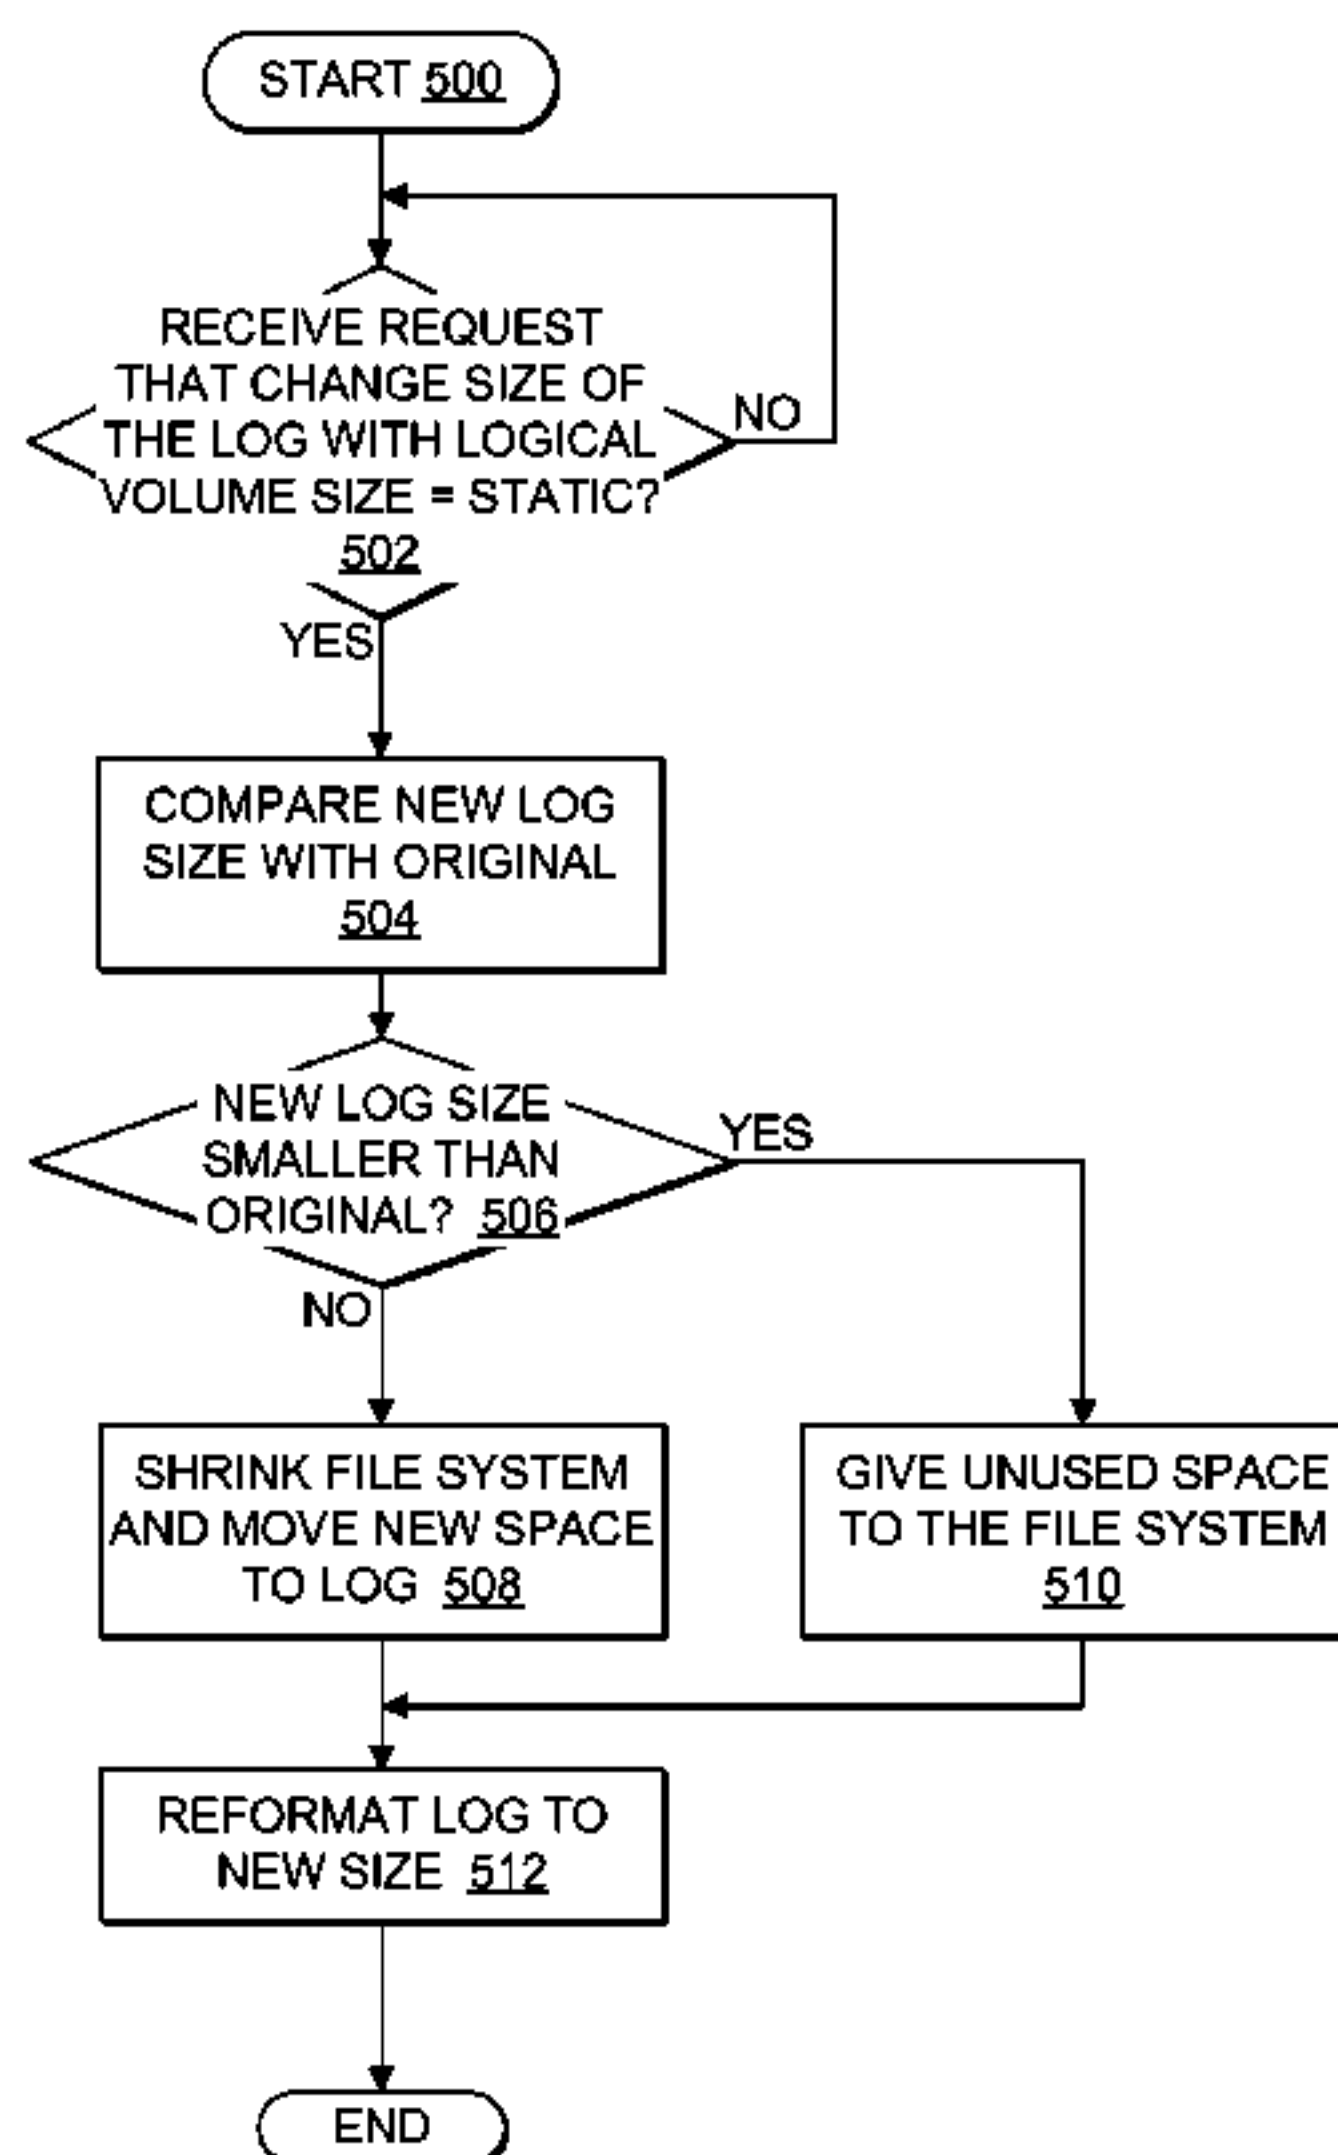 START 500
RECEIVE REQUEST
THAT CHANGE SIZE OF
THE LOG WITH LOGICAL
VOLUME SIZE = STATIC?
502
NO
YES
COMPARE NEW LOG
SIZE WITH ORIGINAL
504
NEW LOG SIZE
SMALLER THAN
ORIGINAL? 506
YES
NO
SHRINK FILE SYSTEM
AND MOVE NEW SPACE
TO LOG 508
GIVE UNUSED SPACE
TO THE FILE SYSTEM
510
REFORMAT LOG TO
NEW SIZE 512
END